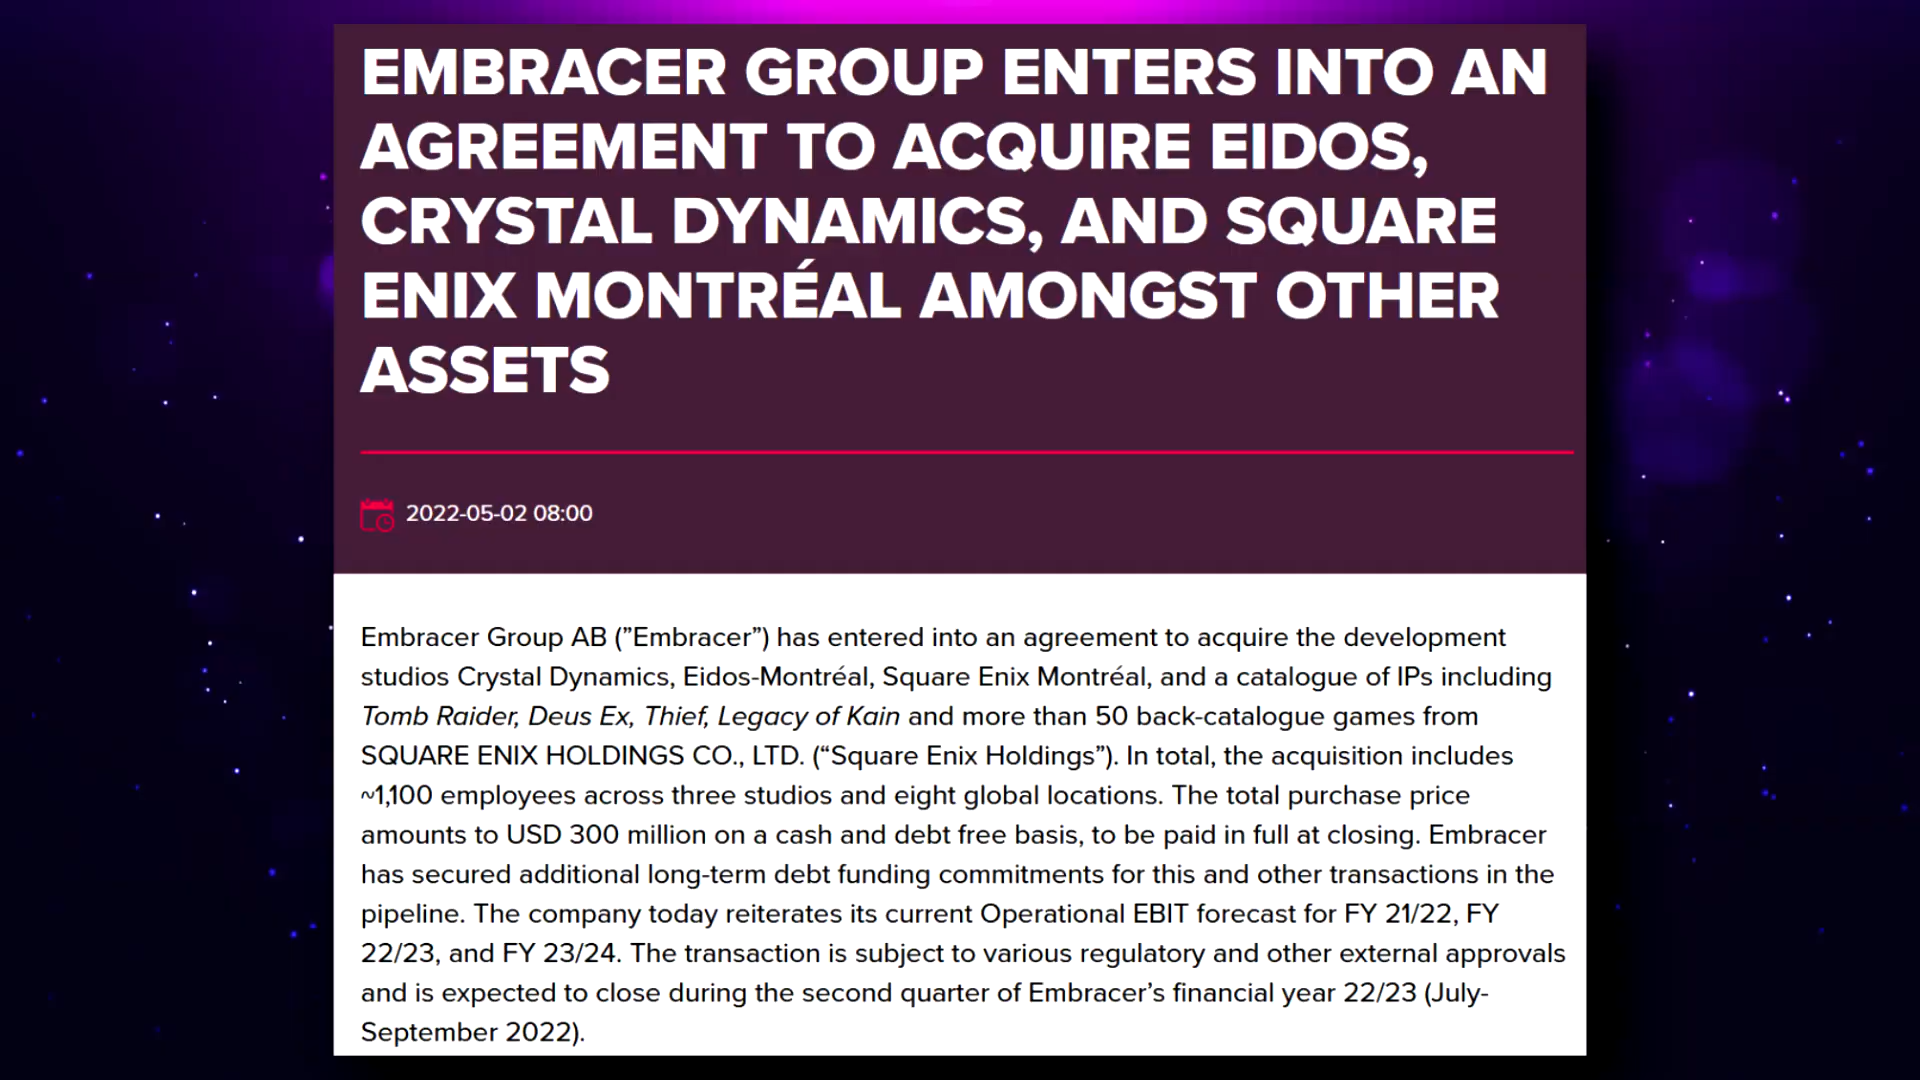 EMBRACER GROUP ENTERS INTO AN
AGREEMENT TO ACQUIRE EIDOS,
CRYSTAL DYNAMICS, AND SQUARE
ENIX MONTRÉAL AMONGST OTHER
ASSETS
2022-05-02 08:00
Embracer Group AB (”Embracer”) has entered into an agreement to acquire the development
studios Crystal Dynamics, Eidos-Montréal, Square Enix Montréal, and a catalogue of IPs including
Tomb Raider, Deus Ex, Thief, Legacy of Kain and more than 50 back-catalogue games from
SQUARE ENIX HOLDINGS CO., LTD. (“Square Enix Holdings”). In total, the acquisition includes
~1,100 employees across three studios and eight global locations. The total purchase price
amounts to USD 300 million on a cash and debt free basis, to be paid in full at closing. Embracer
has secured additional long-term debt funding commitments for this and other transactions in the
pipeline. The company today reiterates its current Operational EBIT forecast for FY 21/22, FY
22/23, and FY 23/24. The transaction is subject to various regulatory and other external approvals
and is expected to close during the second quarter of Embracer’s financial year 22/23 (July-
September 2022).